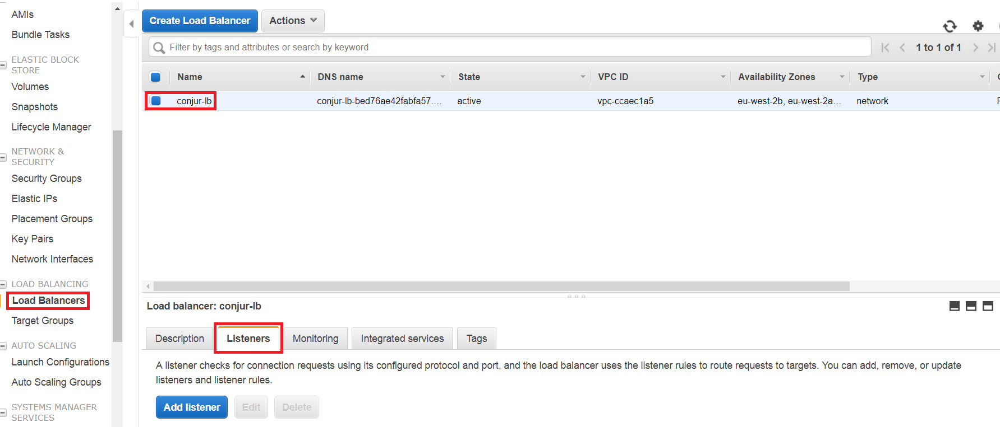 AMIs
Bundle Tasks
ELASTIC BLOCK
STORE
Volumes
Snapshots
Lifecycle Manager
NETWORK &
SECURITY
Security Groups
Elastic IPs
Placement Groups
Key Pairs
Network Interfaces
LOAD BALANCING
Load Balancers
Target Groups
AUTO SCALING
Launch Configurations
Auto Scaling Groups
SYSTEMS MANAGER
SERVICES
Create Load Balancer Actions
Filter by tags and attributes or search by keyword 1 to 1 of 1
Name DNS name State VPC ID Availability Zones Type
conjur-lb conjur-lb-bed76ae42fabfa57.... active vpc-ccaec1a5 eu-west-2b, eu-west-2a... network
Load balancer: conjur-lb
Description Listeners Monitoring Integrated services Tags
A listener checks for connection requests using its configured protocol and port, and the load balancer uses the listener rules to route requests to targets. You can add, remove, or update
listeners and listener rules.
Add listener Edit Delete